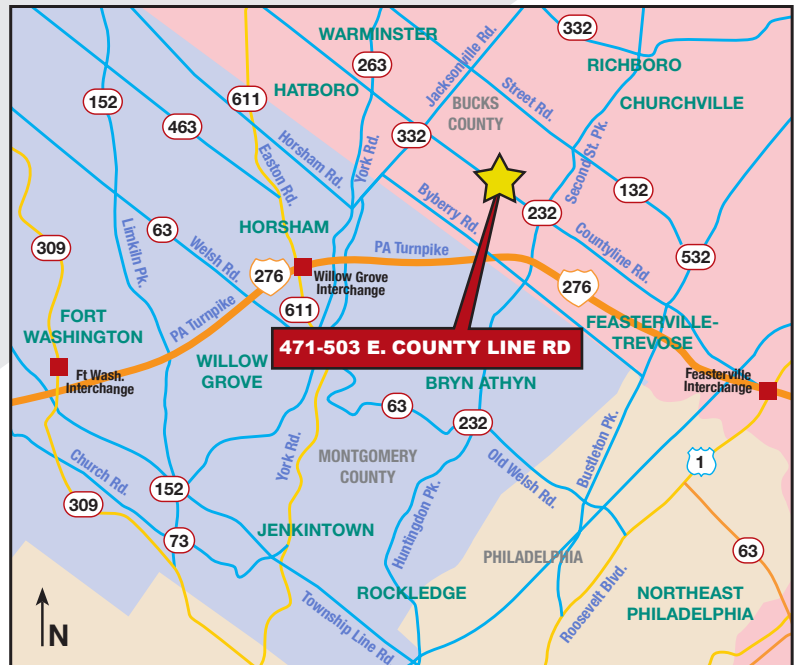 WARMINSTER
332
263
Jacksonville Rd.
RICHBORO
152
611
HATBORO
Street Rd.
BUCKS
COUNTY
CHURCHVILLE
463
332
Horsham Rd.
York Rd.
Second St. Pk.
Easton Rd.
Byberry Rd.
132
Limkiln Pk.
63
HORSHAM
232
Countyline Rd.
309
Welsh Rd.
PA Turnpike
532
276
Willow Grove
Interchange
276
611
FORT
WASHINGTON
PA Turnpike
FEASTERVILLE-
TREVOSE
471-503 E. COUNTY LINE RD
WILLOW
GROVE
Ft Wash.
Interchange
BRYN ATHYN
Feasterville
Interchange
63
232
MONTGOMERY
COUNTY
York Rd.
Bustleton Pk.
1
Church Rd.
Old Welsh Rd.
152
309
Huntingdon Pk.
73
JENKINTOWN
63
PHILADELPHIA
ROCKLEDGE
NORTHEAST
PHILADELPHIA
Roosevelt Blvd.
Township Line Rd
N